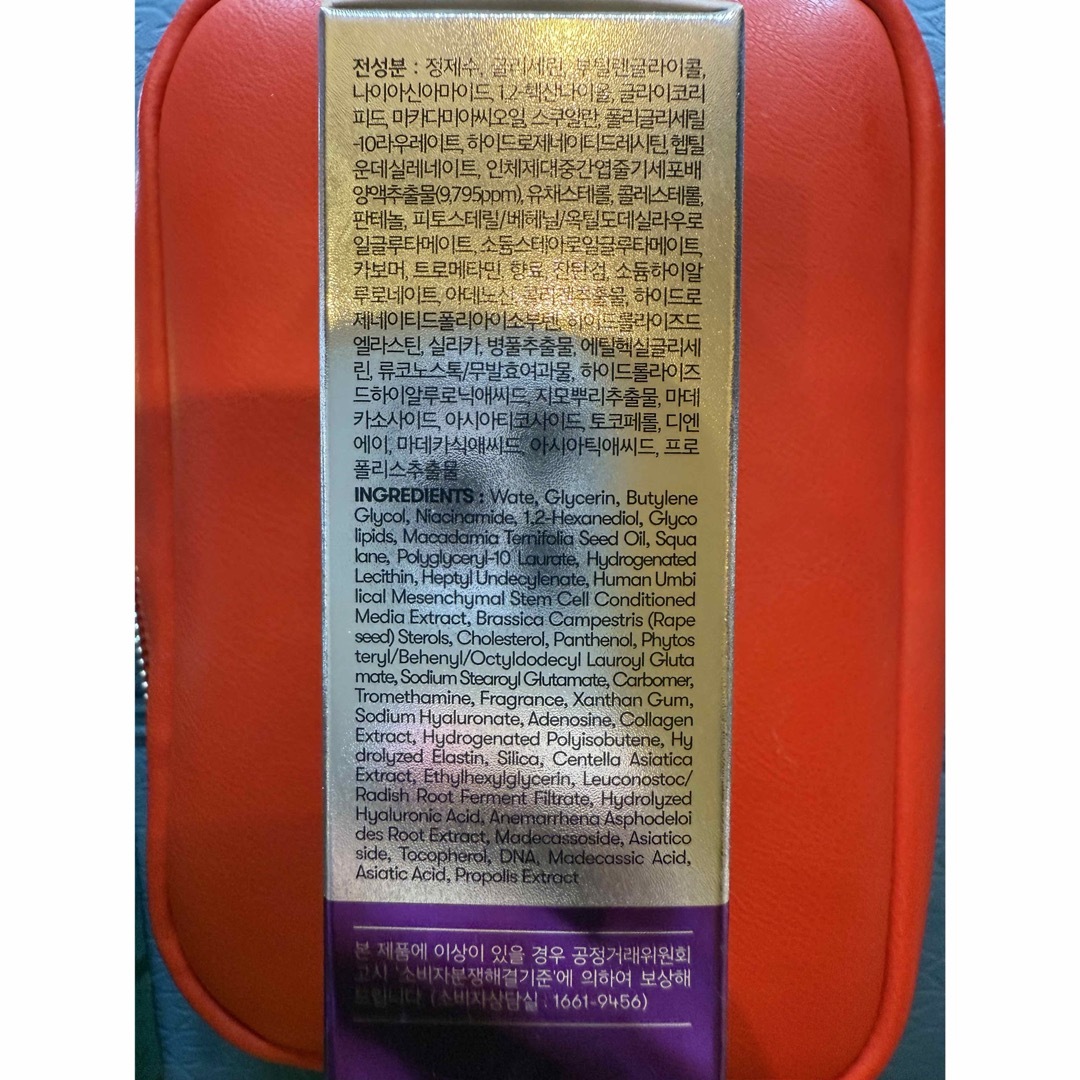 전성분 : 정제수, 글리세린, 부틸렌글라이콜,
나이아신아마이드, 1,2-헥산다이올, 글라이코리
피드, 마카다미아씨오일, 스쿠알란, 폴리글리세릴
-10라우레이트, 하이드로제네이티드레시틴, 헵틸
운데실레네이트, 인체제대중간엽줄기세포배
양액추출물(9,795ppm), 유채스테롤, 콜레스테롤,
판테놀, 피토스테릴/베헤닐/옥틸도데실라우로
일글루타메이트, 소듐스테아로일글루타메이트,
카보머, 트로메타민, 향료, 잔탄검, 소듐하이알
루로네이트, 아데노신, 콜라겐추출물, 하이드로
제네이티드폴리아이소부텐, 하이드롤라이즈드
엘라스틴, 실리카, 병풀추출물, 에틸헥실글리세
린, 류코노스톡/무발효여과물, 하이드롤라이즈
드하이알루로닉애씨드, 지모뿌리추출물, 마데
카소사이드, 아시아티코사이드, 토코페롤, 디엔
에이, 마데카식애씨드, 아시아틱애씨드, 프로
폴리스추출물
INGREDIENTS : Wate, Glycerin, Butylene
Glycol, Niacinamide, 1,2-Hexanediol, Glyco
lipids, Macadamia Ternifolia Seed Oil, Squa
lane, Polyglyceryl-10 Laurate, Hydrogenated
Lecithin, Heptyl Undecylenate, Human Umbi
lical Mesenchymal Stem Cell Conditioned
Media Extract, Brassica Campestris (Rape
seed) Sterols, Cholesterol, Panthenol, Phytos
teryl/Behenyl/Octyldodecyl Lauroyl Gluta
mate, Sodium Stearoyl Glutamate, Carbomer,
Tromethamine, Fragrance, Xanthan Gum,
Sodium Hyaluronate, Adenosine, Collagen
Extract, Hydrogenated Polyisobutene, Hy
drolyzed Elastin, Silica, Centella Asiatica
Extract, Ethylhexylglycerin, Leuconostoc/
Radish Root Ferment Filtrate, Hydrolyzed
Hyaluronic Acid, Anemarrhena Asphodeloi
des Root Extract, Madecassoside, Asiatico
side, Tocopherol, DNA, Madecassic Acid,
Asiatic Acid, Propolis Extract
본 제품에 이상이 있을 경우 공정거래위원회
고시 '소비자분쟁해결기준'에 의하여 보상해
드립니다. (소비자상담실 : 1661-9456)